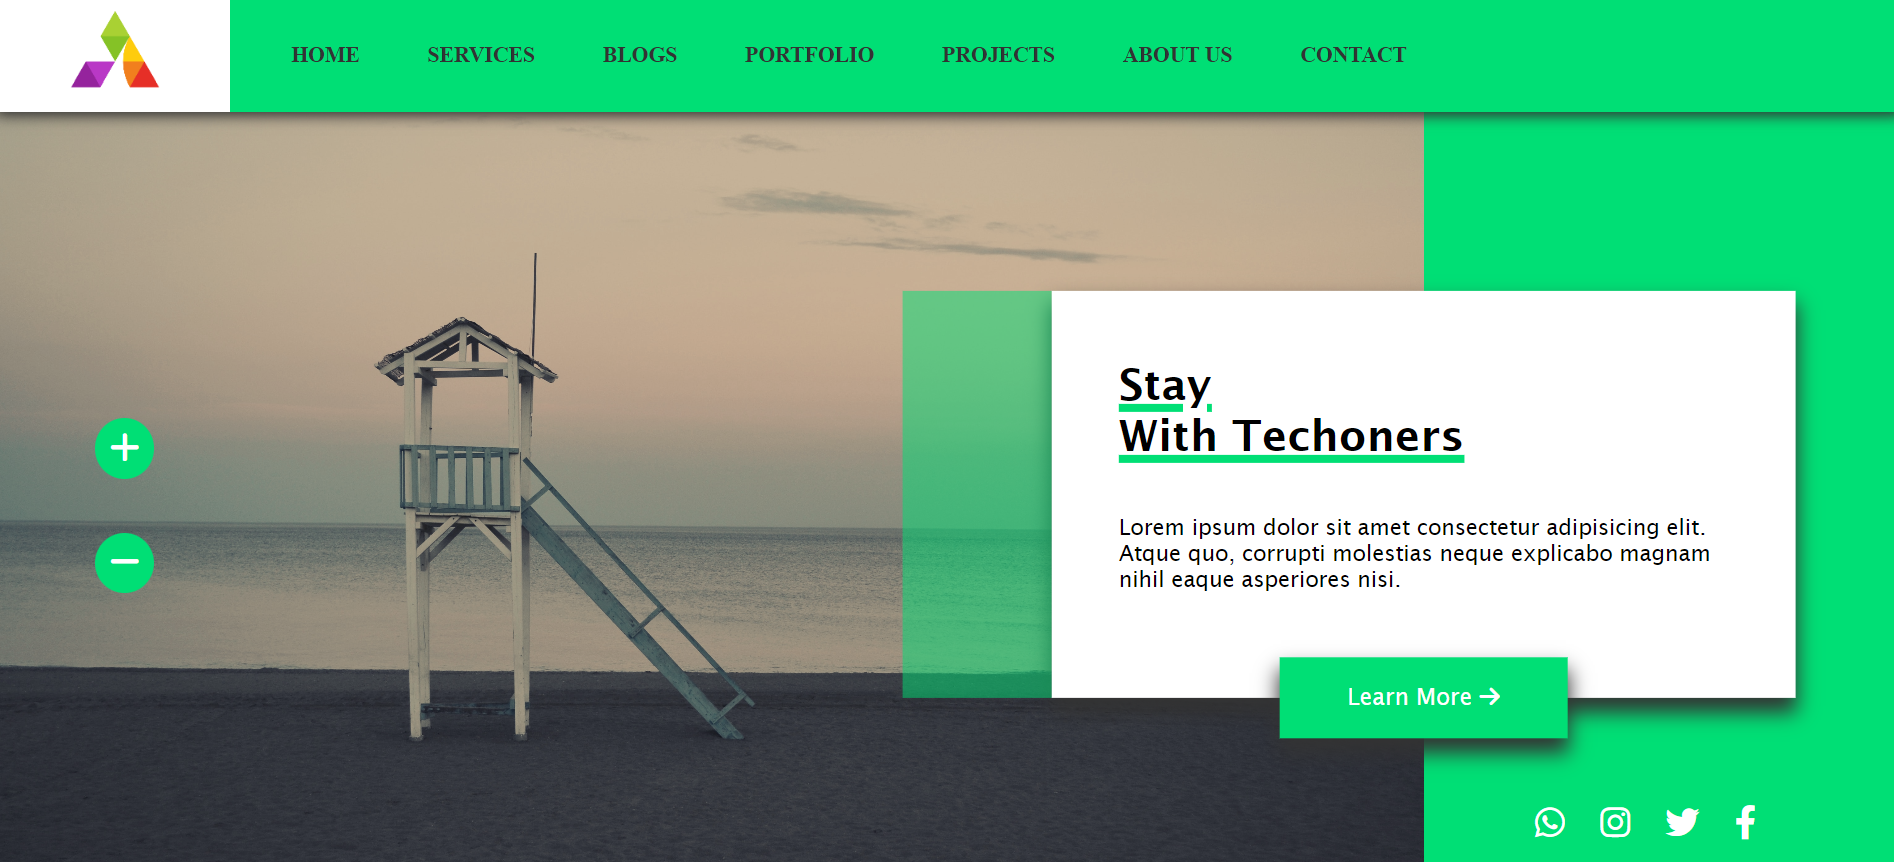 HOME SERVICES BLOGS PORTFOLIO PROJECTS ABOUT US CONTACT
Stay
With Techoners
Lorem ipsum dolor sit amet consectetur adipisicing elit.
Atque quo, corrupti molestias neque explicabo magnam
nihil eaque asperiores nisi.
Learn More →